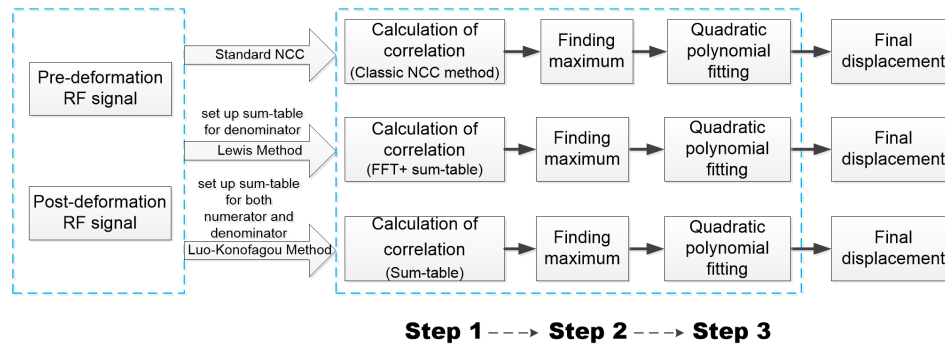 Pre-deformation
RF signal
Post-deformation
RF signal
Standard NCC
set up sum-table
for denominator
Lewis Method
set up sum-table
for both
numerator and
denominator
Luo-Konofagou Method
Calculation of
correlation
(Classic NCC method)
Finding
maximum
Quadratic
polynomial
fitting
Final
displacement
Calculation of
correlation
(FFT+ sum-table)
Finding
maximum
Quadratic
polynomial
fitting
Final
displacement
Calculation of
correlation
(Sum-table)
Finding
maximum
Quadratic
polynomial
fitting
Final
displacement
Step 1 Step 2 Step 3